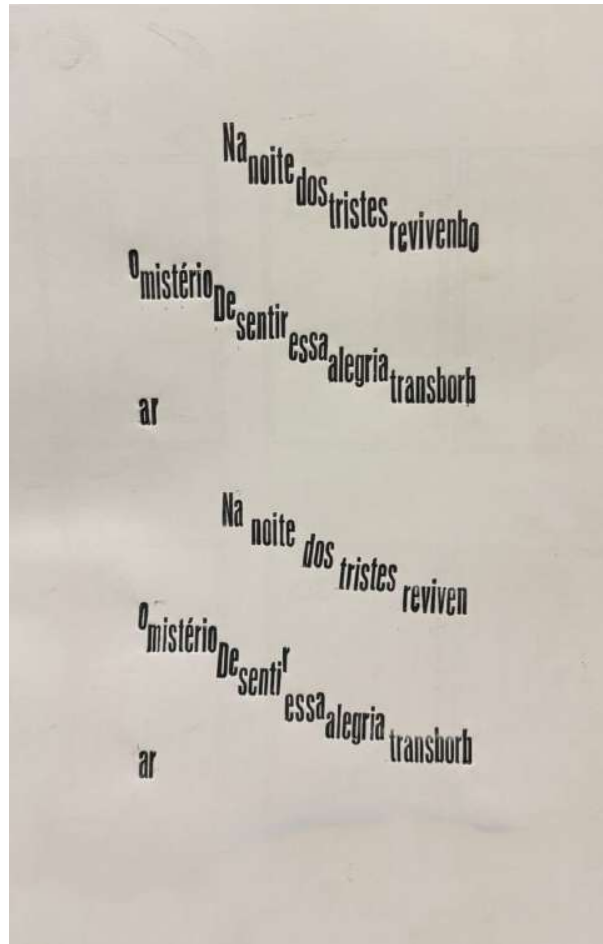 Na noite dos tristes revivenbo
O mistério De sentir essa alegria transborb
ar
Na noite dos tristes reviven
O mistério De sentir essa alegria transborb
ar